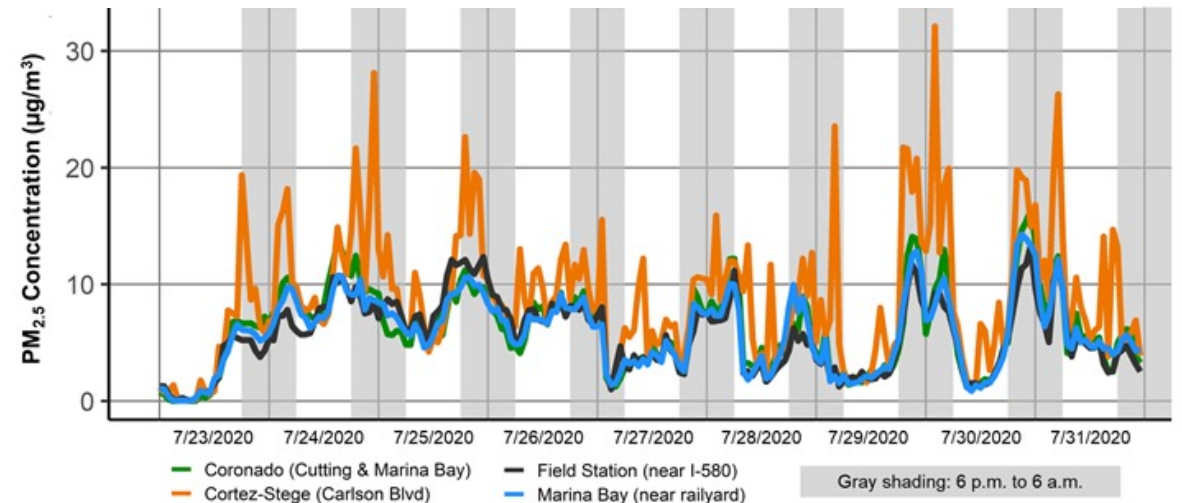 PM2.5 Concentration (µg/m³)
30
20
10
0
7/23/2020 7/24/2020 7/25/2020 7/26/2020 7/27/2020 7/28/2020 7/29/2020 7/30/2020 7/31/2020
Coronado (Cutting & Marina Bay)
Cortez-Stege (Carlson Blvd)
Field Station (near I-580)
Marina Bay (near railyard)
Gray shading: 6 p.m. to 6 a.m.